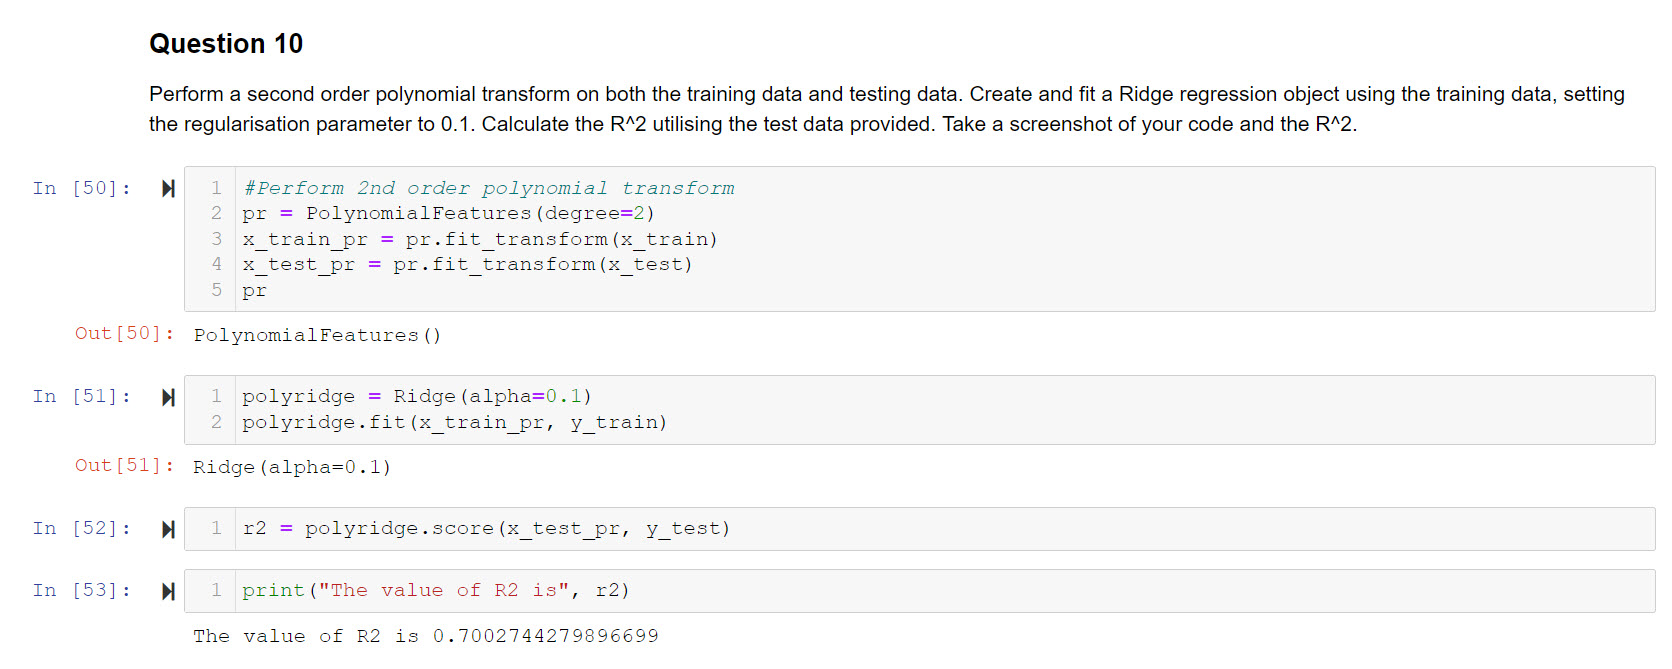 Question 10
Perform a second order polynomial transform on both the training data and testing data. Create and fit a Ridge regression object using the training data, setting
the regularisation parameter to 0.1. Calculate the R^2 utilising the test data provided. Take a screenshot of your code and the R^2.
In [50]:
1 #Perform 2nd order polynomial transform
2 pr = PolynomialFeatures(degree=2)
3 x_train_pr = pr.fit_transform(x_train)
4 x_test_pr = pr.fit_transform(x_test)
5 pr
Out[50]: PolynomialFeatures()
In [51]:
1 polyridge = Ridge(alpha=0.1)
2 polyridge.fit(x_train_pr, y_train)
Out[51]: Ridge(alpha=0.1)
In [52]: 1 r2 = polyridge.score(x_test_pr, y_test)
In [53]: 1 print("The value of R2 is", r2)
The value of R2 is 0.7002744279896699